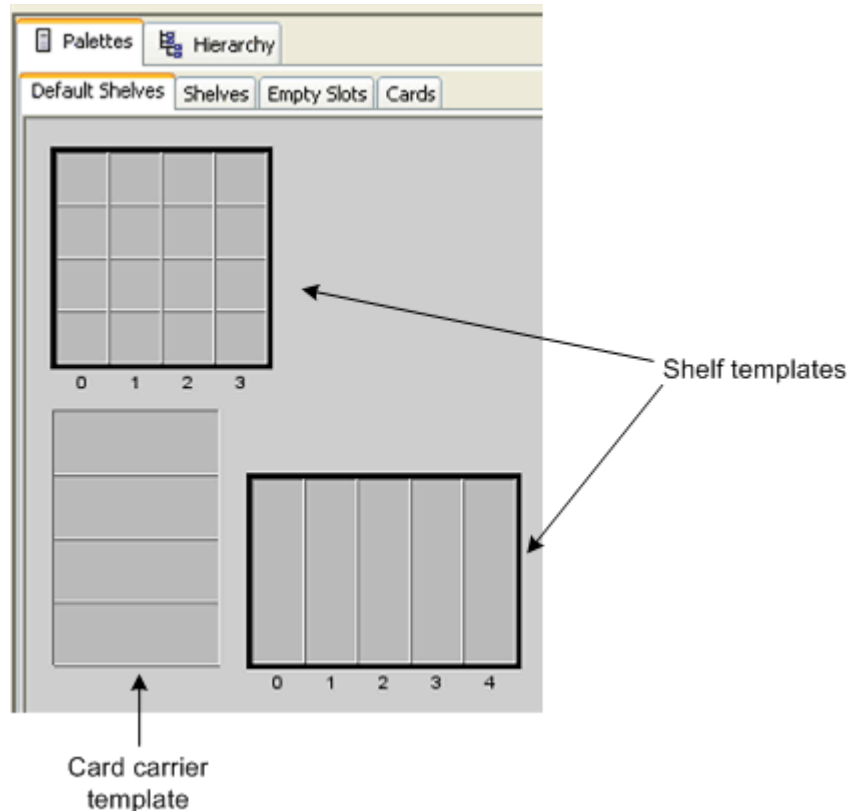 Palettes Hierarchy
Default Shelves Shelves Empty Slots Cards
0 1 2 3
Shelf templates
0 1 2 3 4
Card carrier
template